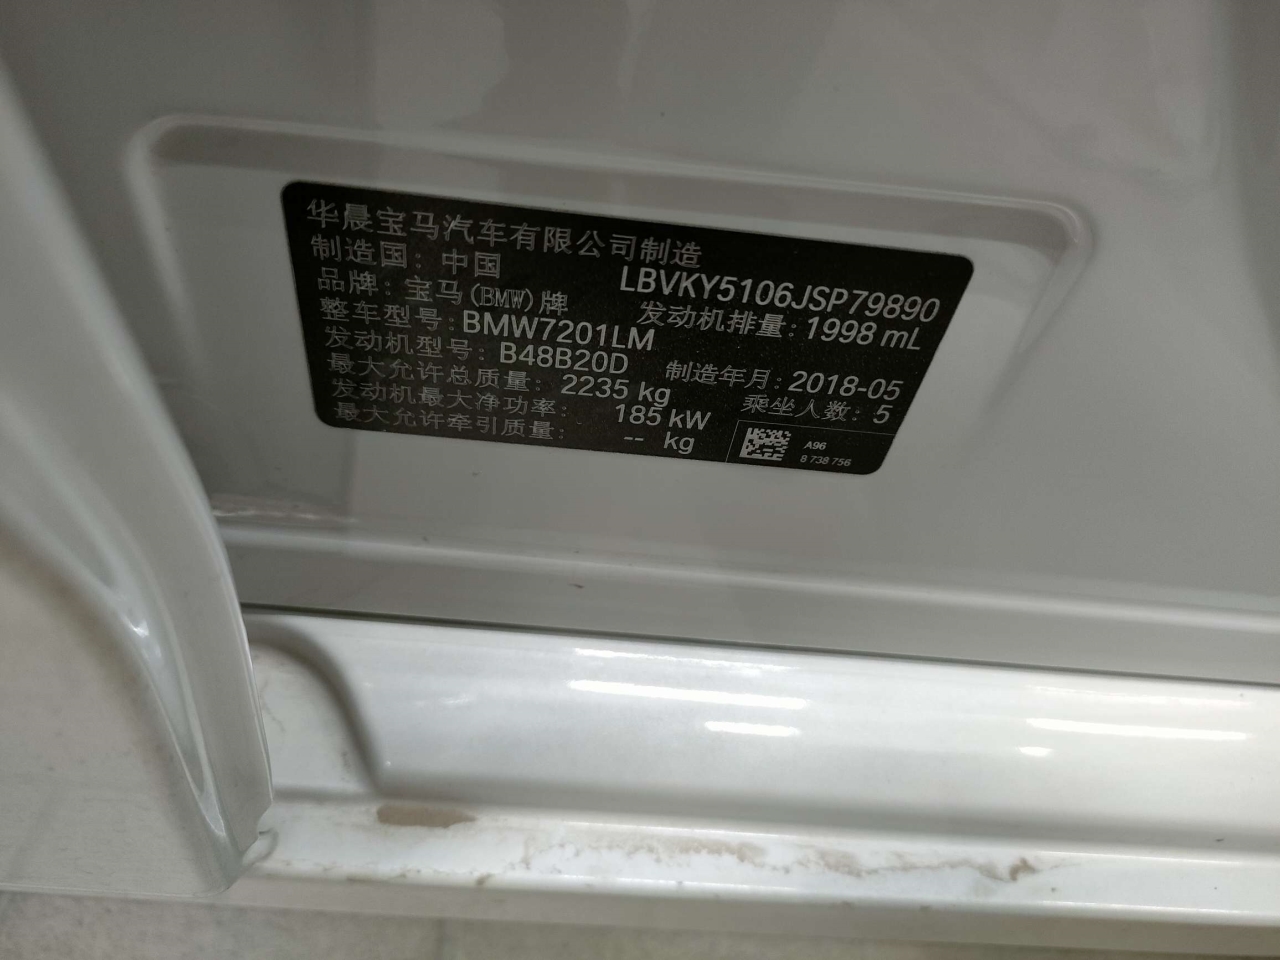 华晨宝马汽车有限公司制造
制造国：中国 LBVKY5106JSP79890
品牌：宝马(BMW)牌 发动机排量：1998 mL
整车型号：BMW7201LM
发动机型号：B48B20D 制造年月：2018-05
最大允许总质量：2235 kg 乘坐人数：5
发动机最大净功率：185 kW
最大允许牵引质量：-- kg
A96
8 738 756